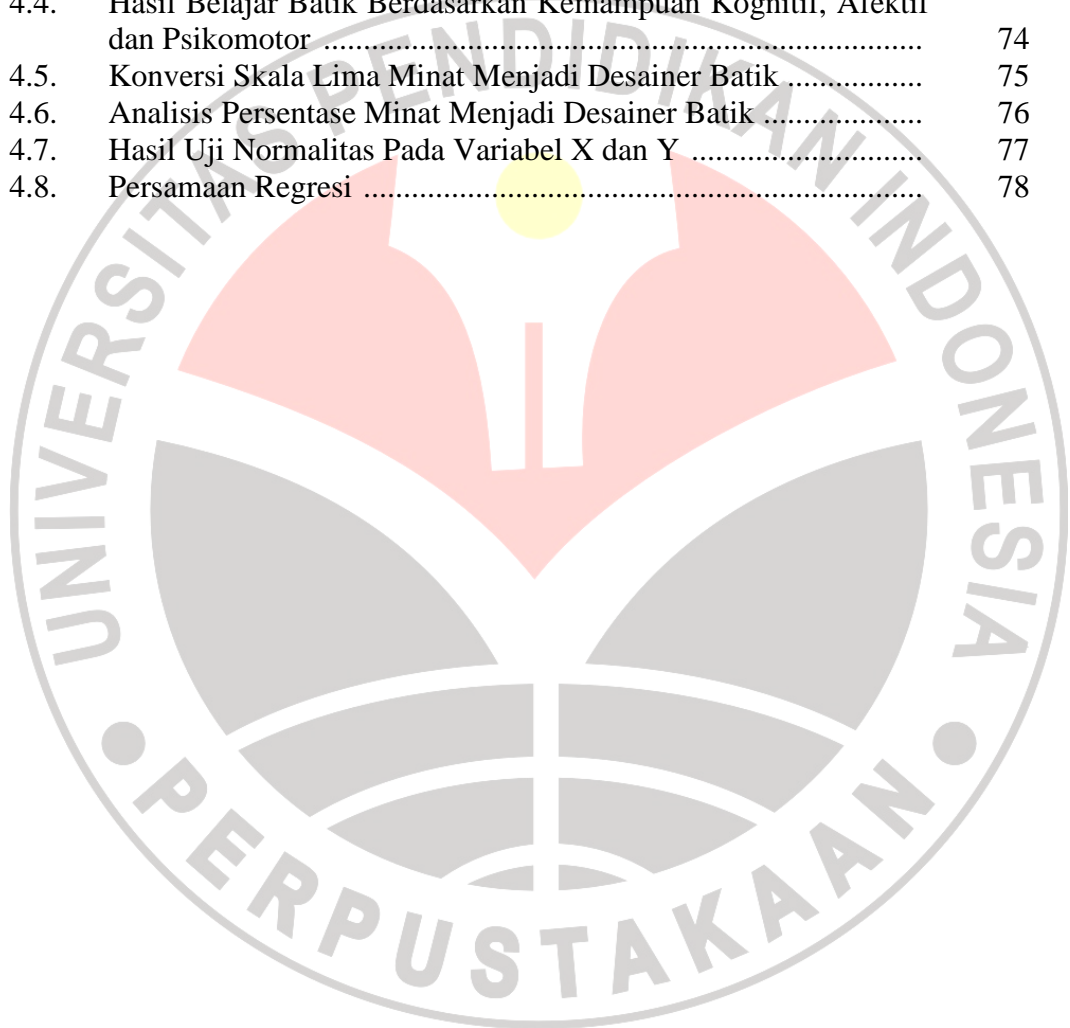 4.4. Hasil Belajar Batik Berdasarkan Kemampuan Kognitif, Afektif
dan Psikomotor ................................................................. 74
4.5. Konversi Skala Lima Minat Menjadi Desainer Batik ................ 75
4.6. Analisis Persentase Minat Menjadi Desainer Batik ................... 76
4.7. Hasil Uji Normalitas Pada Variabel X dan Y ........................... 77
4.8. Persamaan Regresi ............................................................. 78
UNIVERSITAS PENDIDIKAN INDONESIA
PERPUSTAKAAN